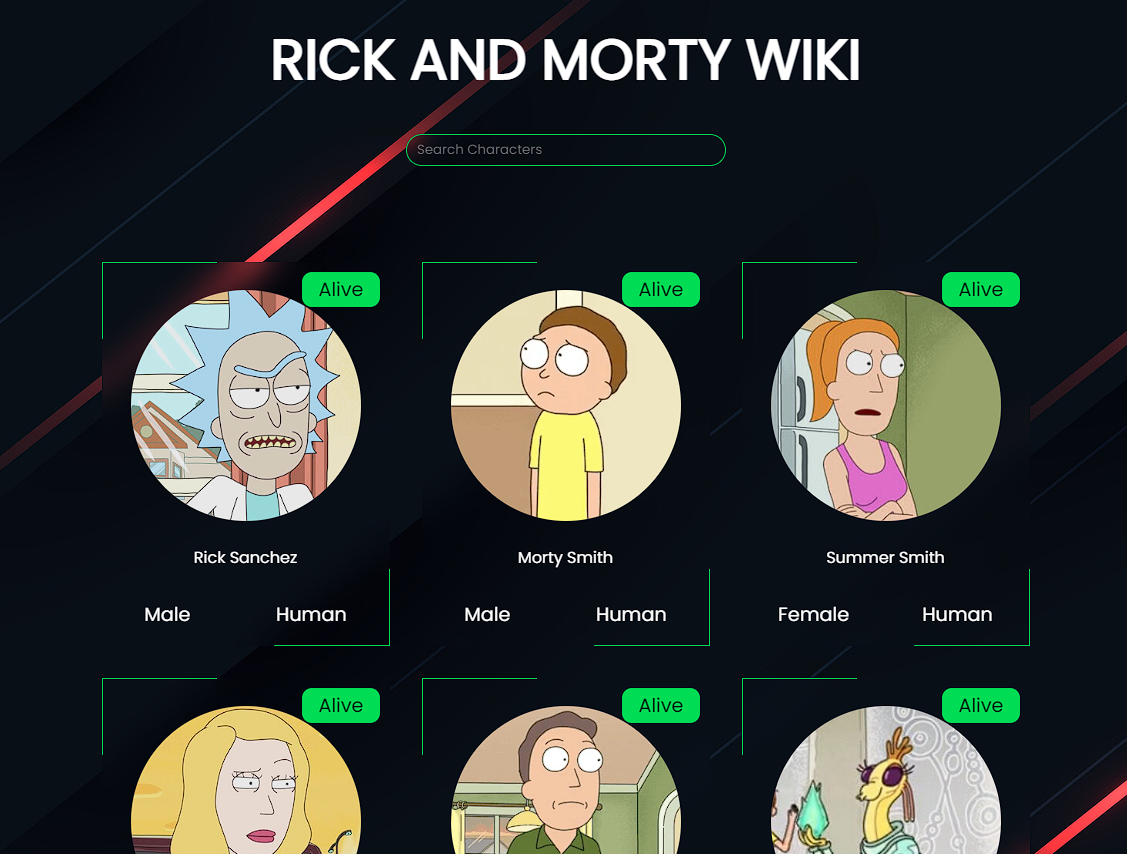 RICK AND MORTY WIKI
Search Characters
Alive
Alive
Alive
Rick Sanchez
Morty Smith
Summer Smith
Male
Human
Male
Human
Female
Human
Alive
Alive
Alive